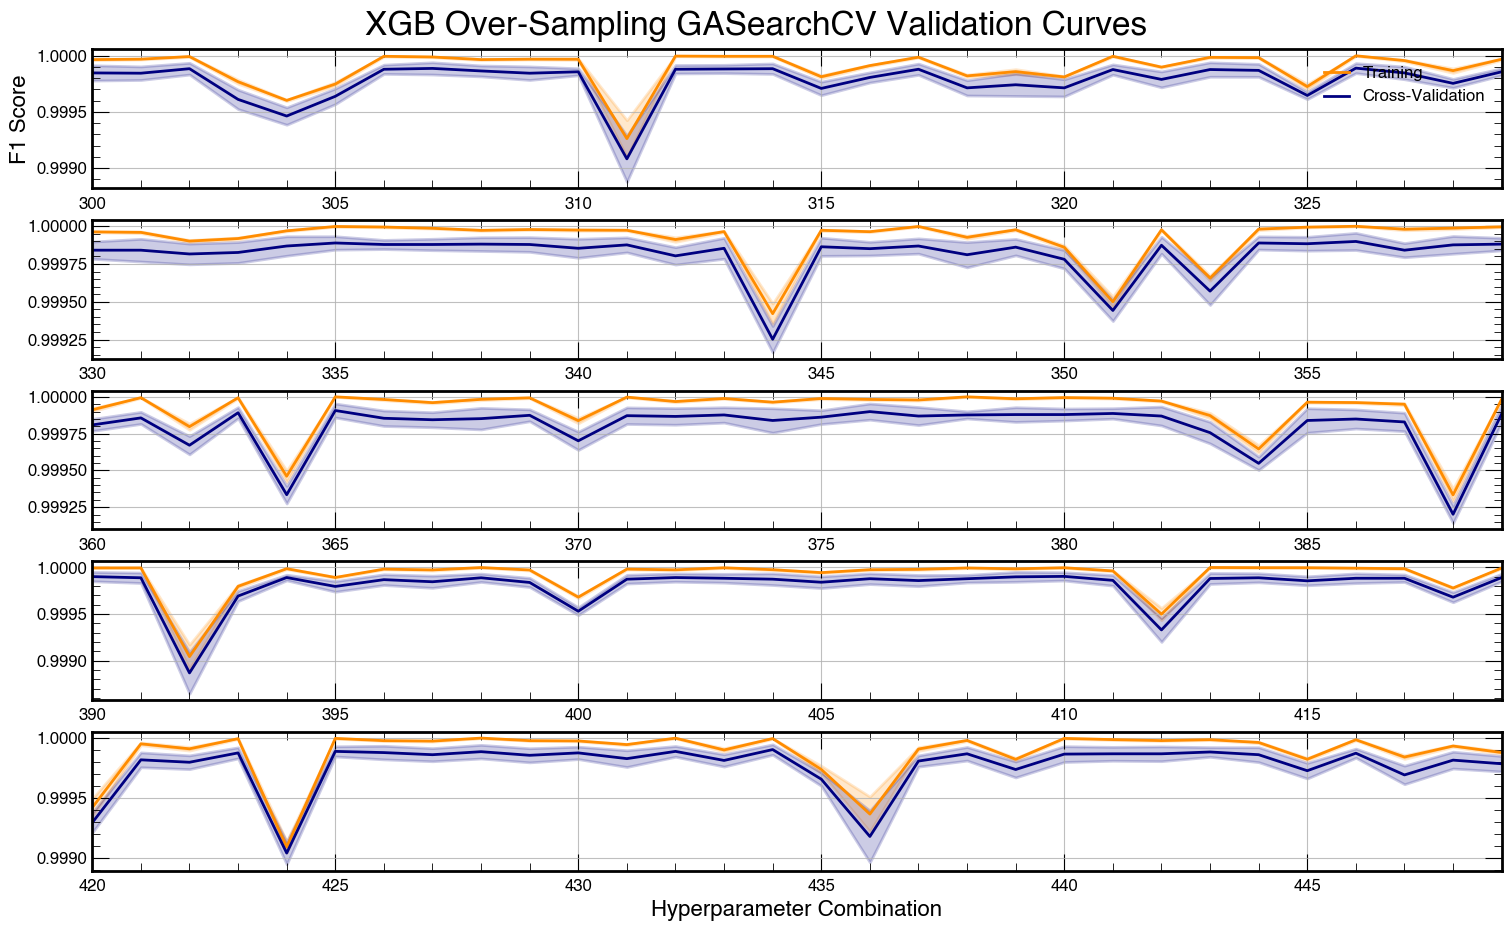 XGB Over-Sampling GASearchCV Validation Curves
F1 Score
1.0000
0.9995
0.9990
Training
Cross-Validation
300 305 310 315 320 325
1.00000
0.99975
0.99950
0.99925
330 335 340 345 350 355
1.00000
0.99975
0.99950
0.99925
360 365 370 375 380 385
1.0000
0.9995
0.9990
390 395 400 405 410 415
1.0000
0.9995
0.9990
420 425 430 435 440 445
Hyperparameter Combination